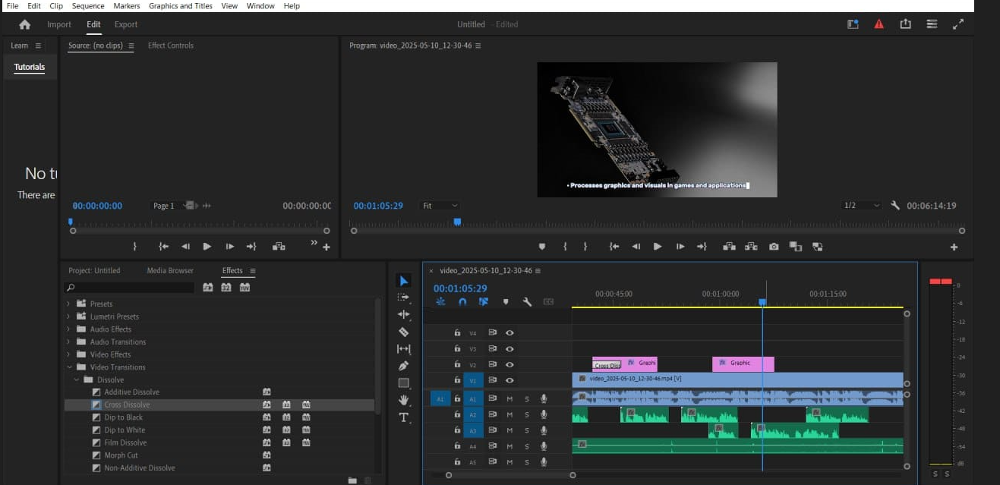 File Edit Clip Sequence Markers Graphics and Titles View Window Help
Import Edit Export Untitled - Edited
Learn Source: (no clips) Effect Controls Program: video_2025-05-10_12-30-46
Tutorials
No tu
There are
• Processes graphics and visuals in games and applications
00:00:00:00 Page 1 00:00:00:0C 00:01:05:29 Fit 1/2 00:06:14:19
Project: Untitled Media Browser Effects × video_2025-05-10_12-30-46
32 YUV
00:01:05:29
00:00:45:00 00:01:00:00 00:01:15:00
Presets
Lumetri Presets
Audio Effects
Audio Transitions
Video Effects
Video Transitions
Dissolve
Additive Dissolve
Cross Dissolve
Dip to Black
Dip to White
Film Dissolve
Morph Cut
Non-Additive Dissolve
V4
V3
V2 Cross Diss fx Graphi fx Graphic
V1 fx video_2025-05-10_12-30-46.mp4 [V]
A1 A1 M S
A2 M S
A3 M S
A4 M S
A5 M S
0
-6
-12
-18
-24
-30
-36
-42
-48
-54
dB
S S